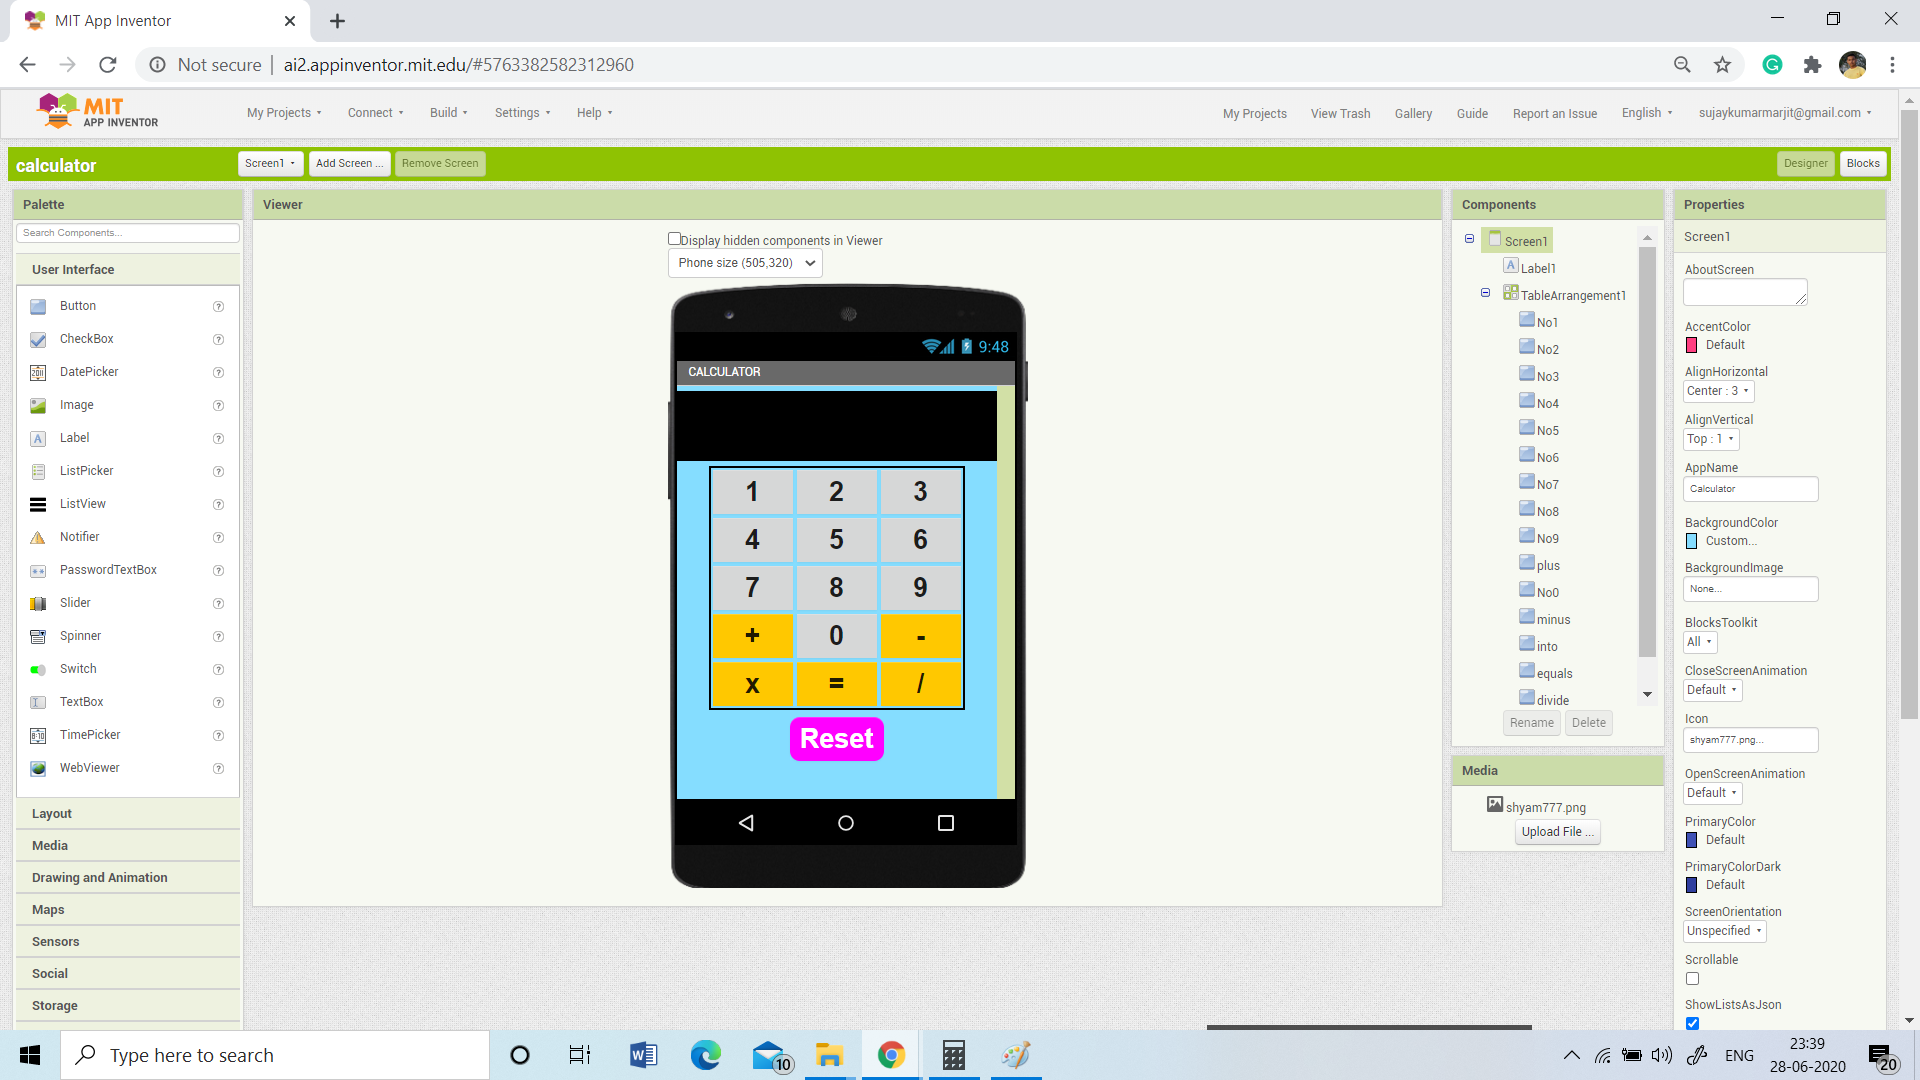 MIT App Inventor
Not secure | ai2.appinventor.mit.edu/#5763382582312960
MIT
APP INVENTOR
My Projects Connect Build Settings Help My Projects View Trash Gallery Guide Report an Issue English sujaykumarmarjit@gmail.com
calculator Screen1 Add Screen ... Remove Screen Designer Blocks
Palette
Search Components...
User Interface
Button
CheckBox
DatePicker
Image
Label
ListPicker
ListView
Notifier
PasswordTextBox
Slider
Spinner
Switch
TextBox
TimePicker
WebViewer
Layout
Media
Drawing and Animation
Maps
Sensors
Social
Storage
Viewer
Display hidden components in Viewer
Phone size (505,320)
9:48
CALCULATOR
1 2 3
4 5 6
7 8 9
+ 0 -
x = /
Reset
Components
Screen1
Label1
TableArrangement1
No1
No2
No3
No4
No5
No6
No7
No8
No9
plus
No0
minus
into
equals
divide
Rename Delete
Media
shyam777.png
Upload File ...
Properties
Screen1
AboutScreen
AccentColor
Default
AlignHorizontal
Center : 3
AlignVertical
Top : 1
AppName
Calculator
BackgroundColor
Custom...
BackgroundImage
None...
BlocksToolkit
All
CloseScreenAnimation
Default
Icon
shyam777.png...
OpenScreenAnimation
Default
PrimaryColor
Default
PrimaryColorDark
Default
ScreenOrientation
Unspecified
Scrollable
ShowListsAsJson
Type here to search
10
ENG
23:39
28-06-2020
20